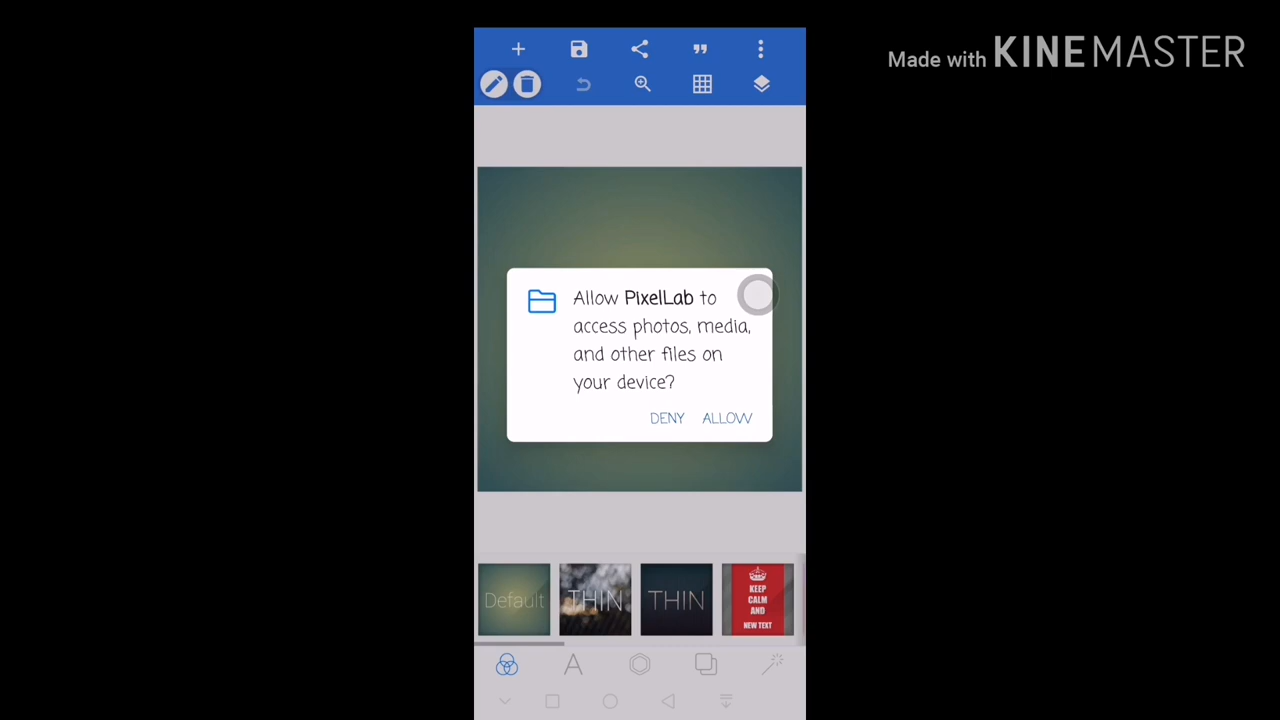 Made with KINEMASTER
Allow PixelLab to
access photos, media,
and other files on
your device?
DENY ALLOW
Default
THIN
THIN
KEEP
CALM
AND
NEW TEXT
A